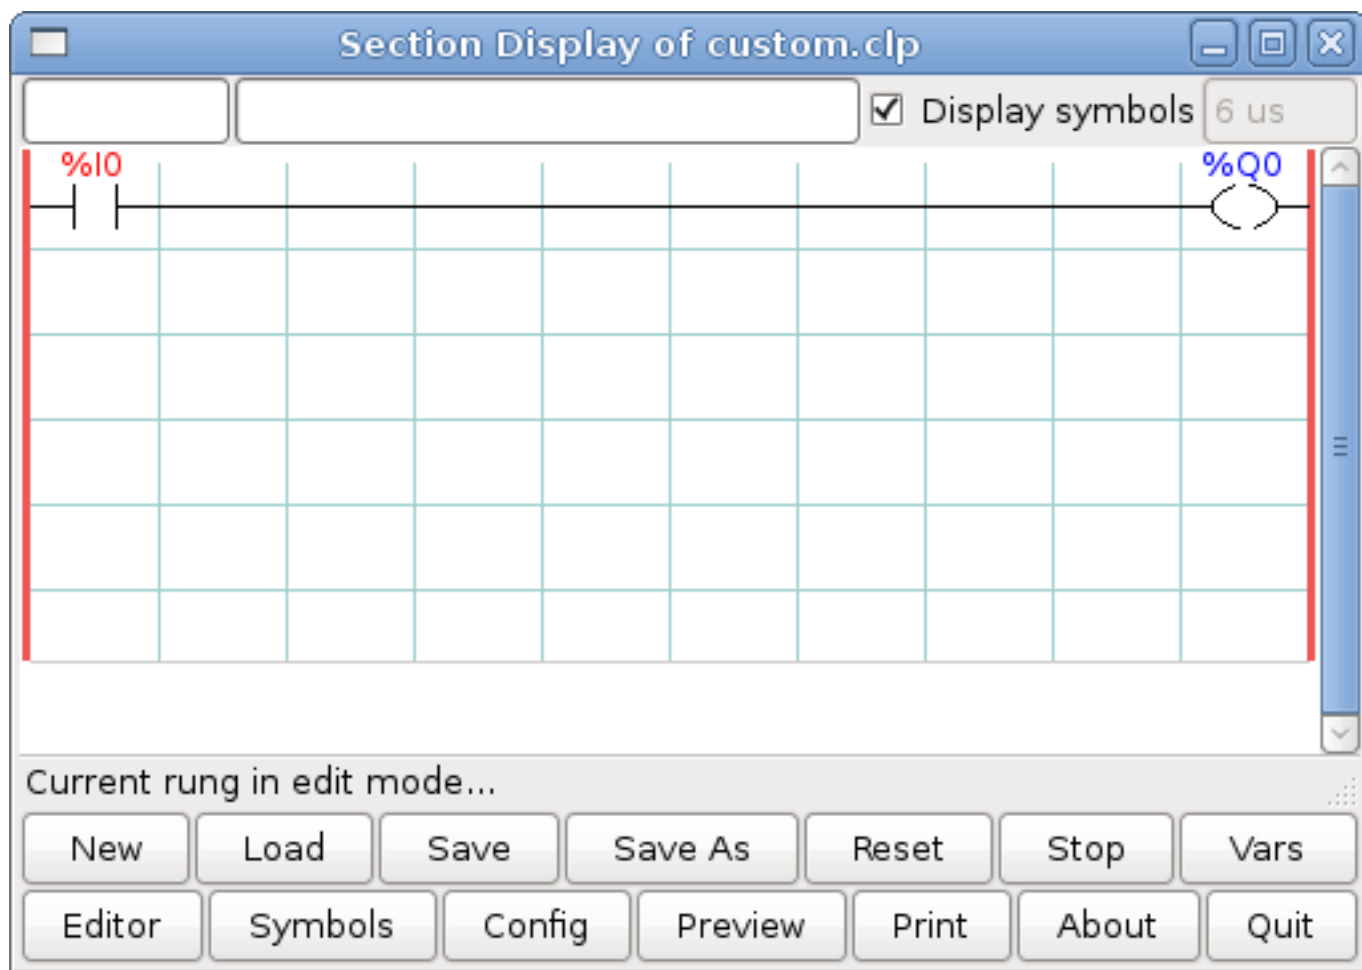 Section Display of custom.clp
Display symbols 6 us
%I0 %Q0
Current rung in edit mode...
New Load Save Save As Reset Stop Vars
Editor Symbols Config Preview Print About Quit